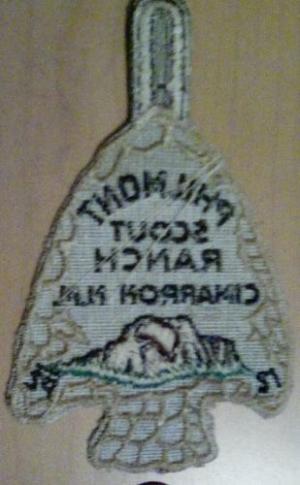 PHILMONT
SCOUT
RANCH
CIMARRON N.M.